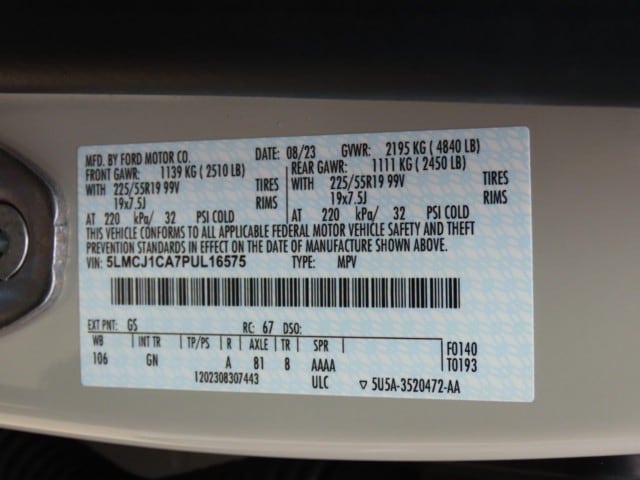 MFD. BY FORD MOTOR CO. DATE: 08/23 GVWR: 2195 KG ( 4840 LB)
FRONT GAWR: 1139 KG ( 2510 LB) REAR GAWR: 1111 KG ( 2450 LB)
WITH 225/55R19 99V TIRES WITH 225/55R19 99V TIRES
19x7.5J RIMS 19x7.5J RIMS
AT 220 kPa/ 32 PSI COLD AT 220 kPa/ 32 PSI COLD
THIS VEHICLE CONFORMS TO ALL APPLICABLE FEDERAL MOTOR VEHICLE SAFETY AND THEFT
PREVENTION STANDARDS IN EFFECT ON THE DATE OF MANUFACTURE SHOWN ABOVE.
VIN: 5LMCJ1CA7PUL16575 TYPE: MPV
EXT PNT: GS RC: 67 DSO:
WB INT TR TP/PS R AXLE TR SPR F0140
106 GN A 81 8 AAAA T0193
1202308307443 ULC ▽ 5U5A-3520472-AA